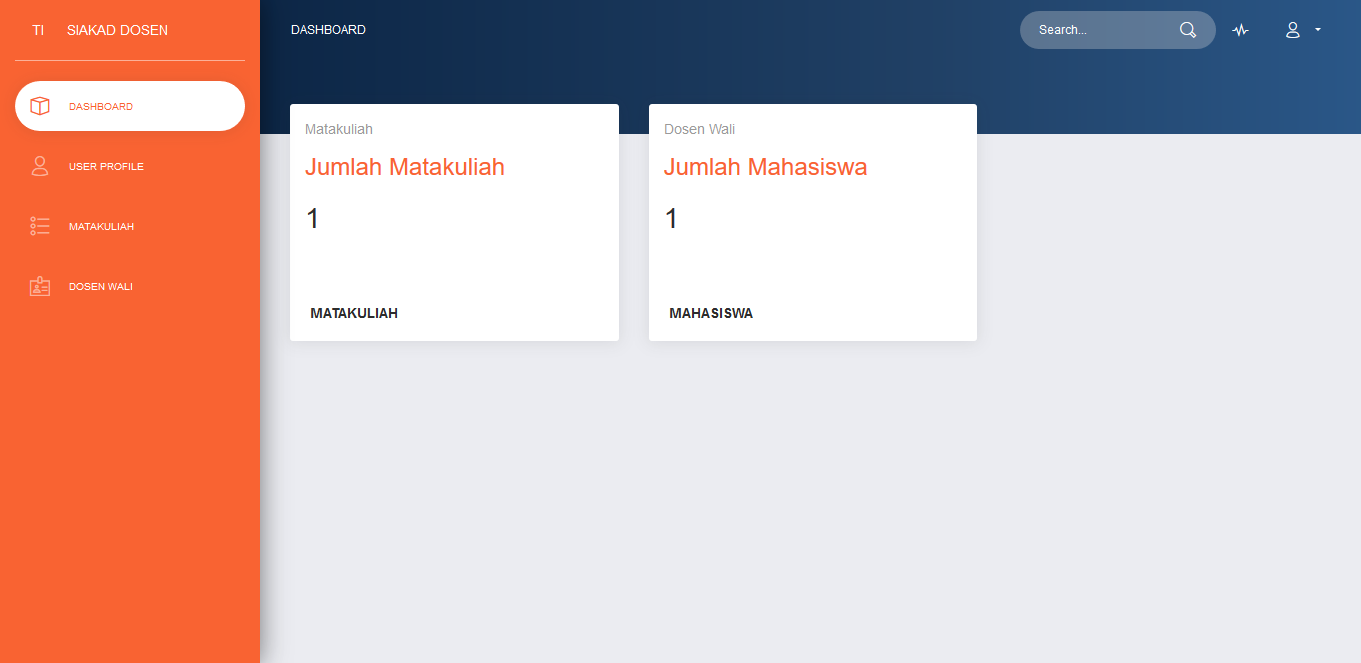 TI SIAKAD DOSEN
DASHBOARD
USER PROFILE
MATAKULIAH
DOSEN WALI
DASHBOARD
Search...
Matakuliah
Jumlah Matakuliah
1
MATAKULIAH
Dosen Wali
Jumlah Mahasiswa
1
MAHASISWA